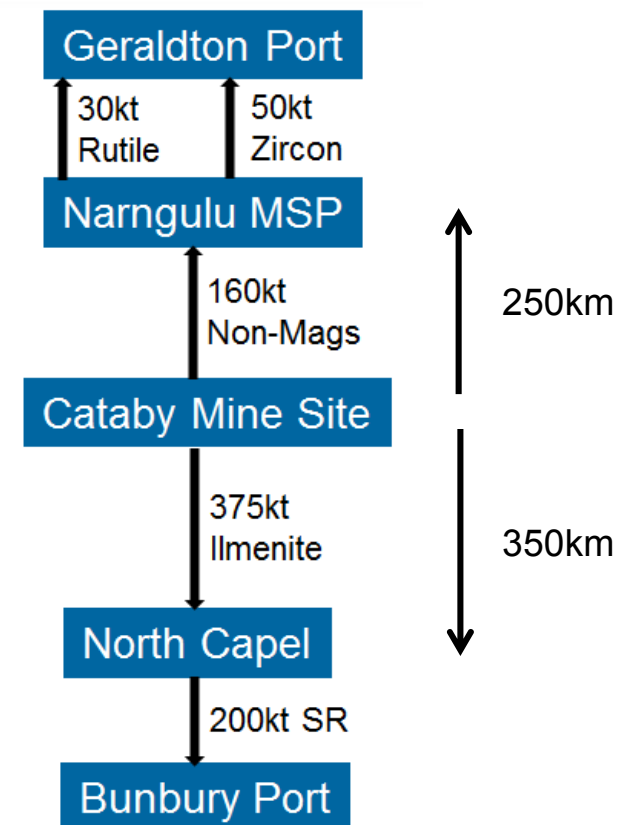 Geraldton Port
30kt
Rutile
50kt
Zircon
Narngulu MSP
160kt
Non-Mags
250km
Cataby Mine Site
375kt
Ilmenite
350km
North Capel
200kt SR
Bunbury Port